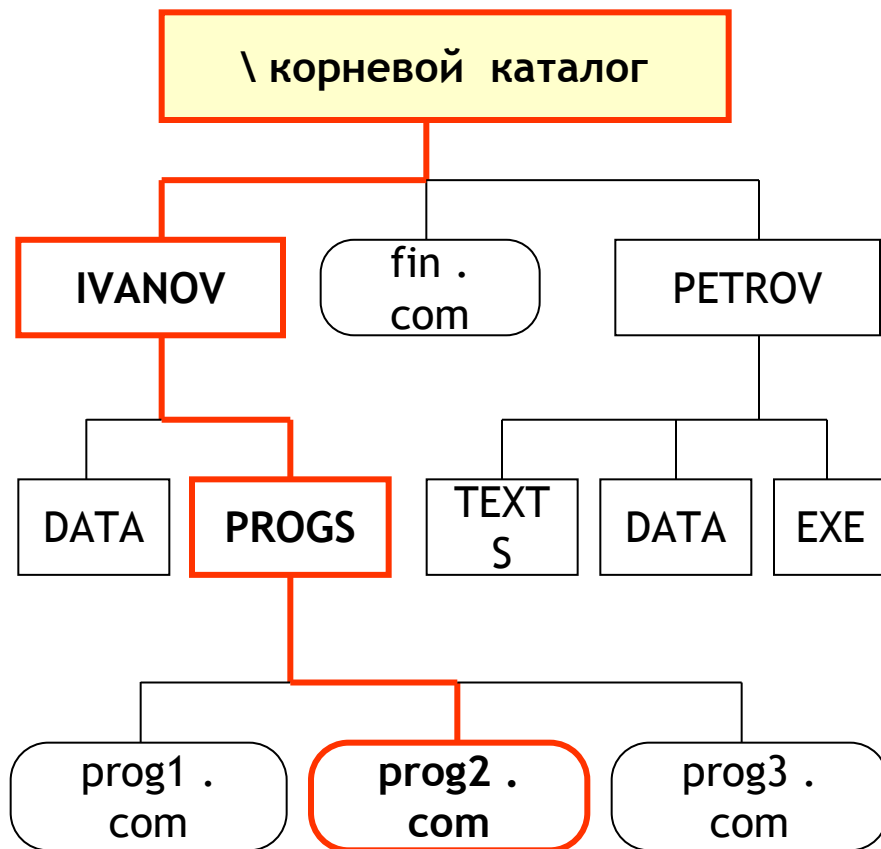 \ корневой каталог
IVANOV
fin .
com
PETROV
DATA
PROGS
TEXT
S
DATA
EXE
prog1 .
com
prog2 .
com
prog3 .
com